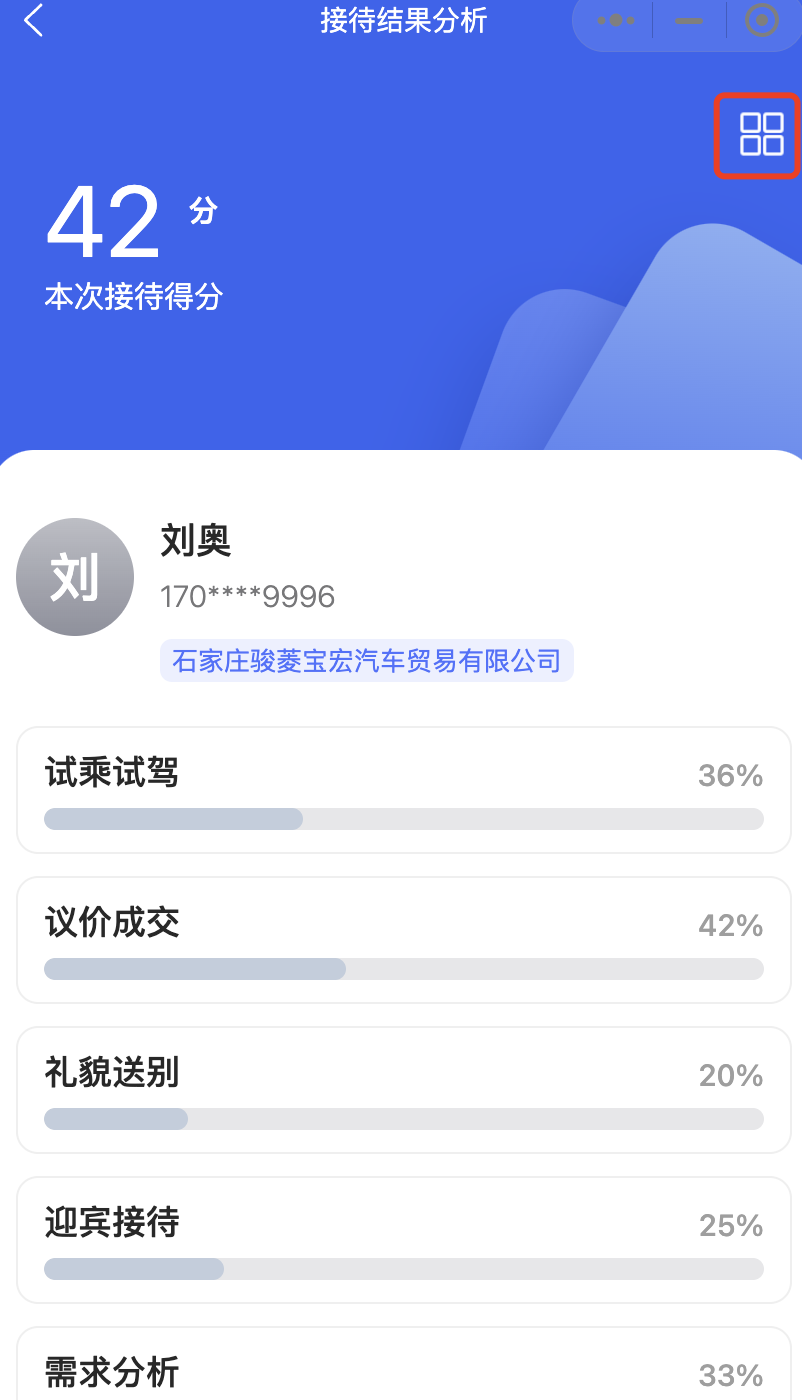 接待结果分析
42 分
本次接待得分
刘
刘奥
170****9996
石家庄骏菱宝宏汽车贸易有限公司
试乘试驾 36%
议价成交 42%
礼貌送别 20%
迎宾接待 25%
需求分析 33%